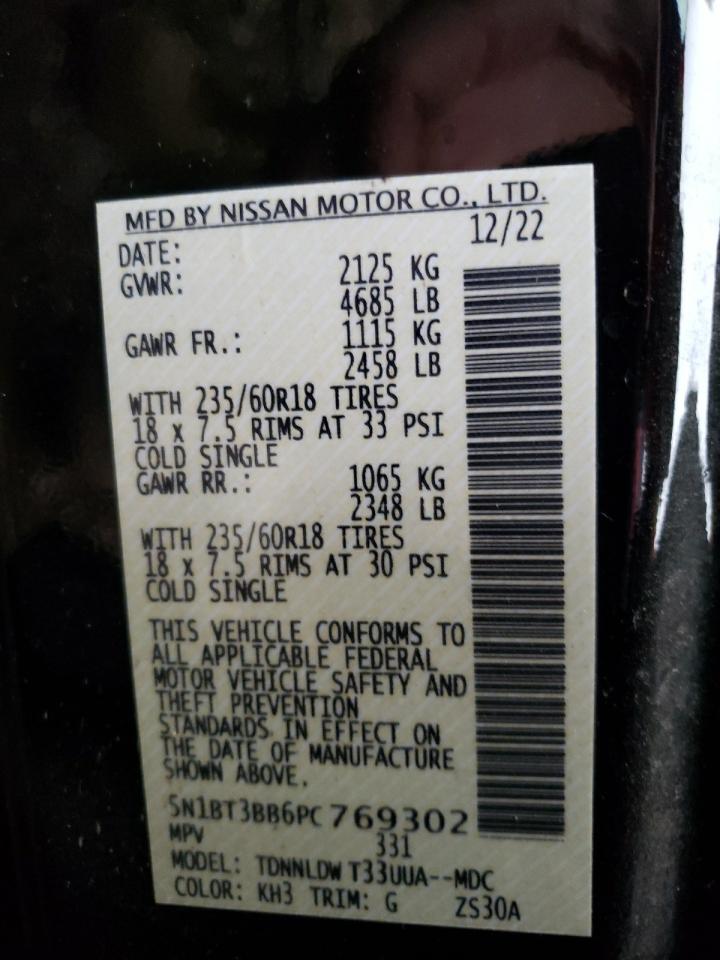 MFD BY NISSAN MOTOR CO., LTD.
DATE: 12/22
GVWR: 2125 KG
4685 LB
GAWR FR.: 1115 KG
2458 LB
WITH 235/60R18 TIRES
18 x 7.5 RIMS AT 33 PSI
COLD SINGLE
GAWR RR.: 1065 KG
2348 LB
WITH 235/60R18 TIRES
18 x 7.5 RIMS AT 30 PSI
COLD SINGLE
THIS VEHICLE CONFORMS TO
ALL APPLICABLE FEDERAL
MOTOR VEHICLE SAFETY AND
THEFT PREVENTION
STANDARDS IN EFFECT ON
THE DATE OF MANUFACTURE
SHOWN ABOVE.
5N1BT3BB6PC769302
MPV 331
MODEL: TDNNLDW T33UUA--MDC
COLOR: KH3 TRIM: G ZS30A